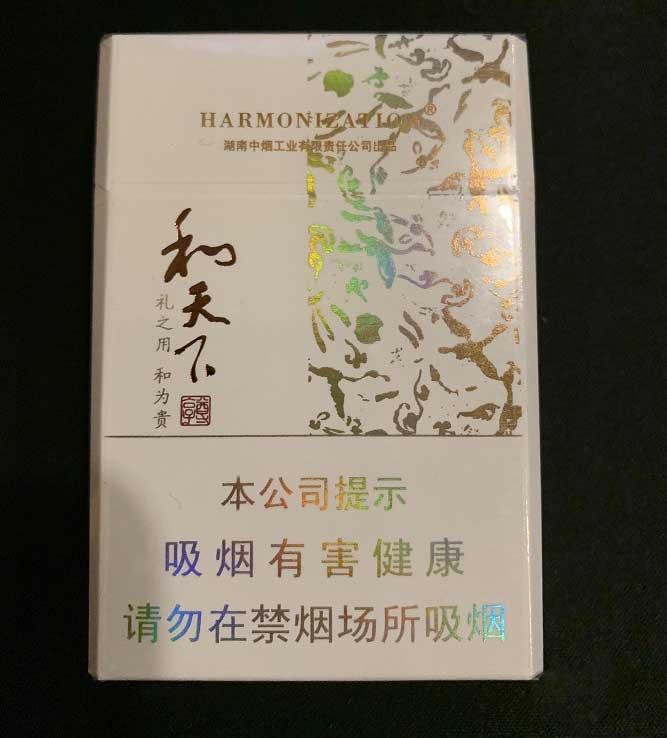 HARMONIZATION®
湖南中烟工业有限责任公司出品
和天下
礼之用 和为贵
尊享
本公司提示
吸烟有害健康
请勿在禁烟场所吸烟